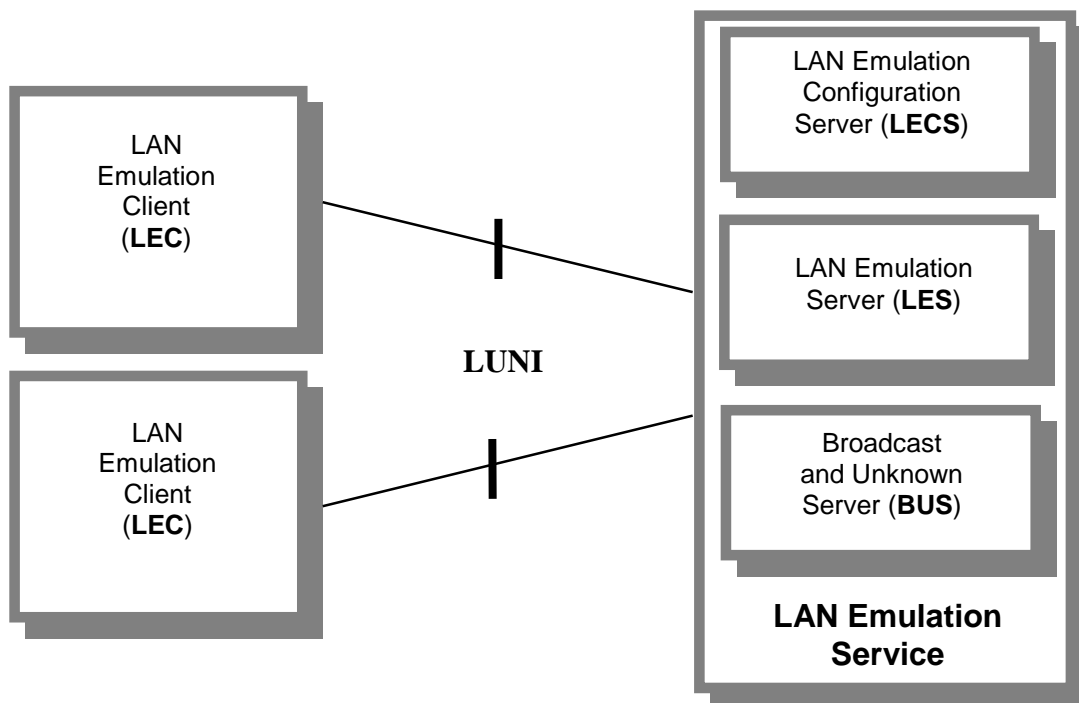 LAN
Emulation
Client
(LEC)
LAN
Emulation
Client
(LEC)
LUNI
LAN Emulation
Configuration
Server (LECS)
LAN Emulation
Server (LES)
Broadcast
and Unknown
Server (BUS)
LAN Emulation
Service